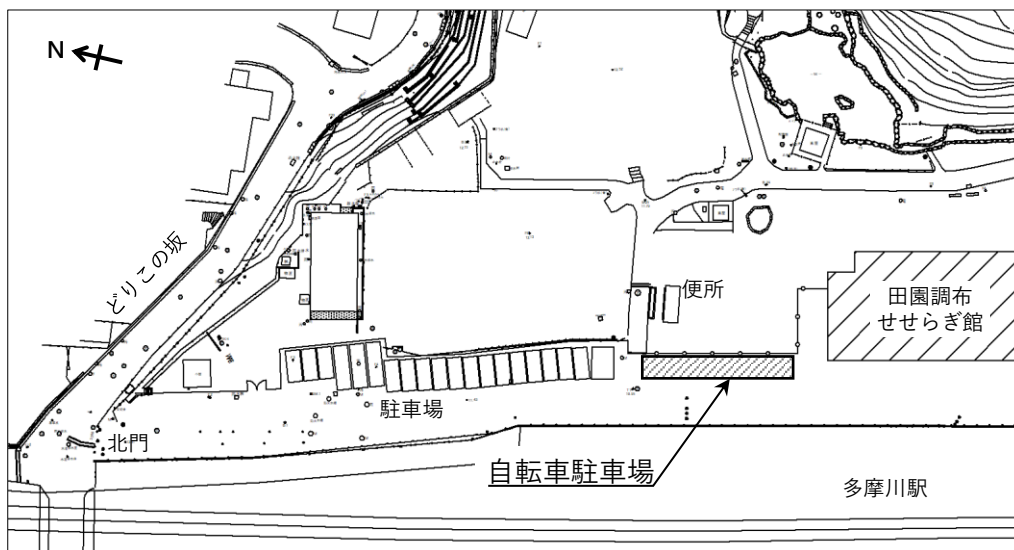 N
どりこの坂
便所
田園調布
せせらぎ館
駐車場
北門
自転車駐車場
多摩川駅